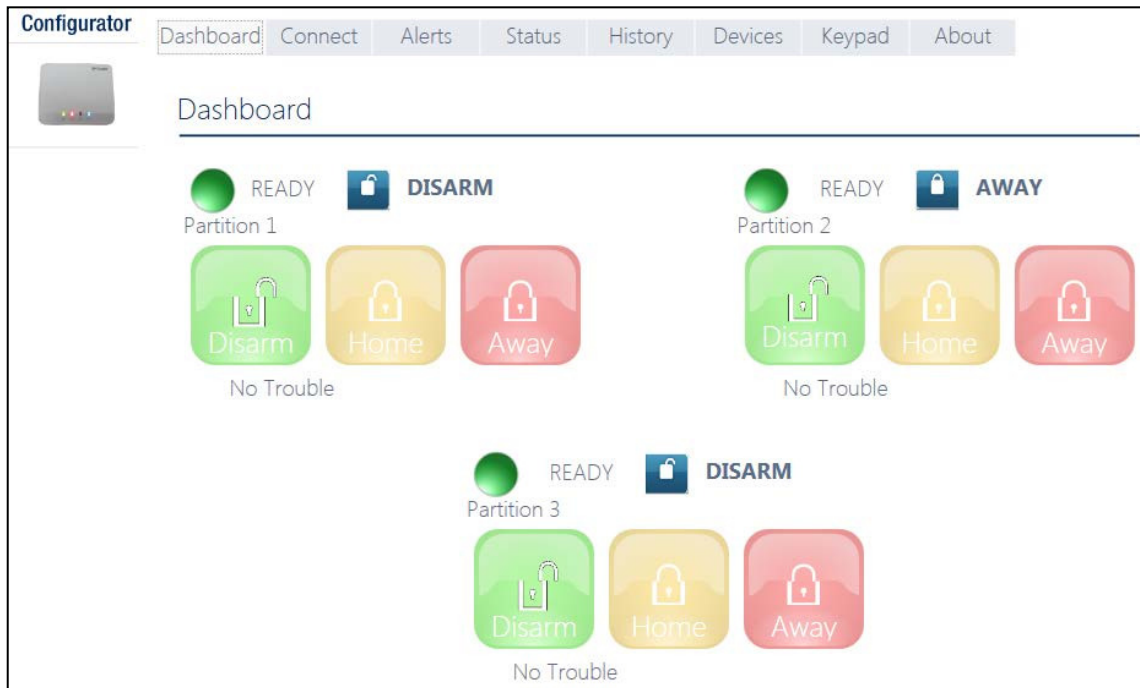 Configurator
Dashboard Connect Alerts Status History Devices Keypad About
Dashboard
READY DISARM
Partition 1
Disarm Home Away
No Trouble
READY AWAY
Partition 2
Disarm Home Away
No Trouble
READY DISARM
Partition 3
Disarm Home Away
No Trouble